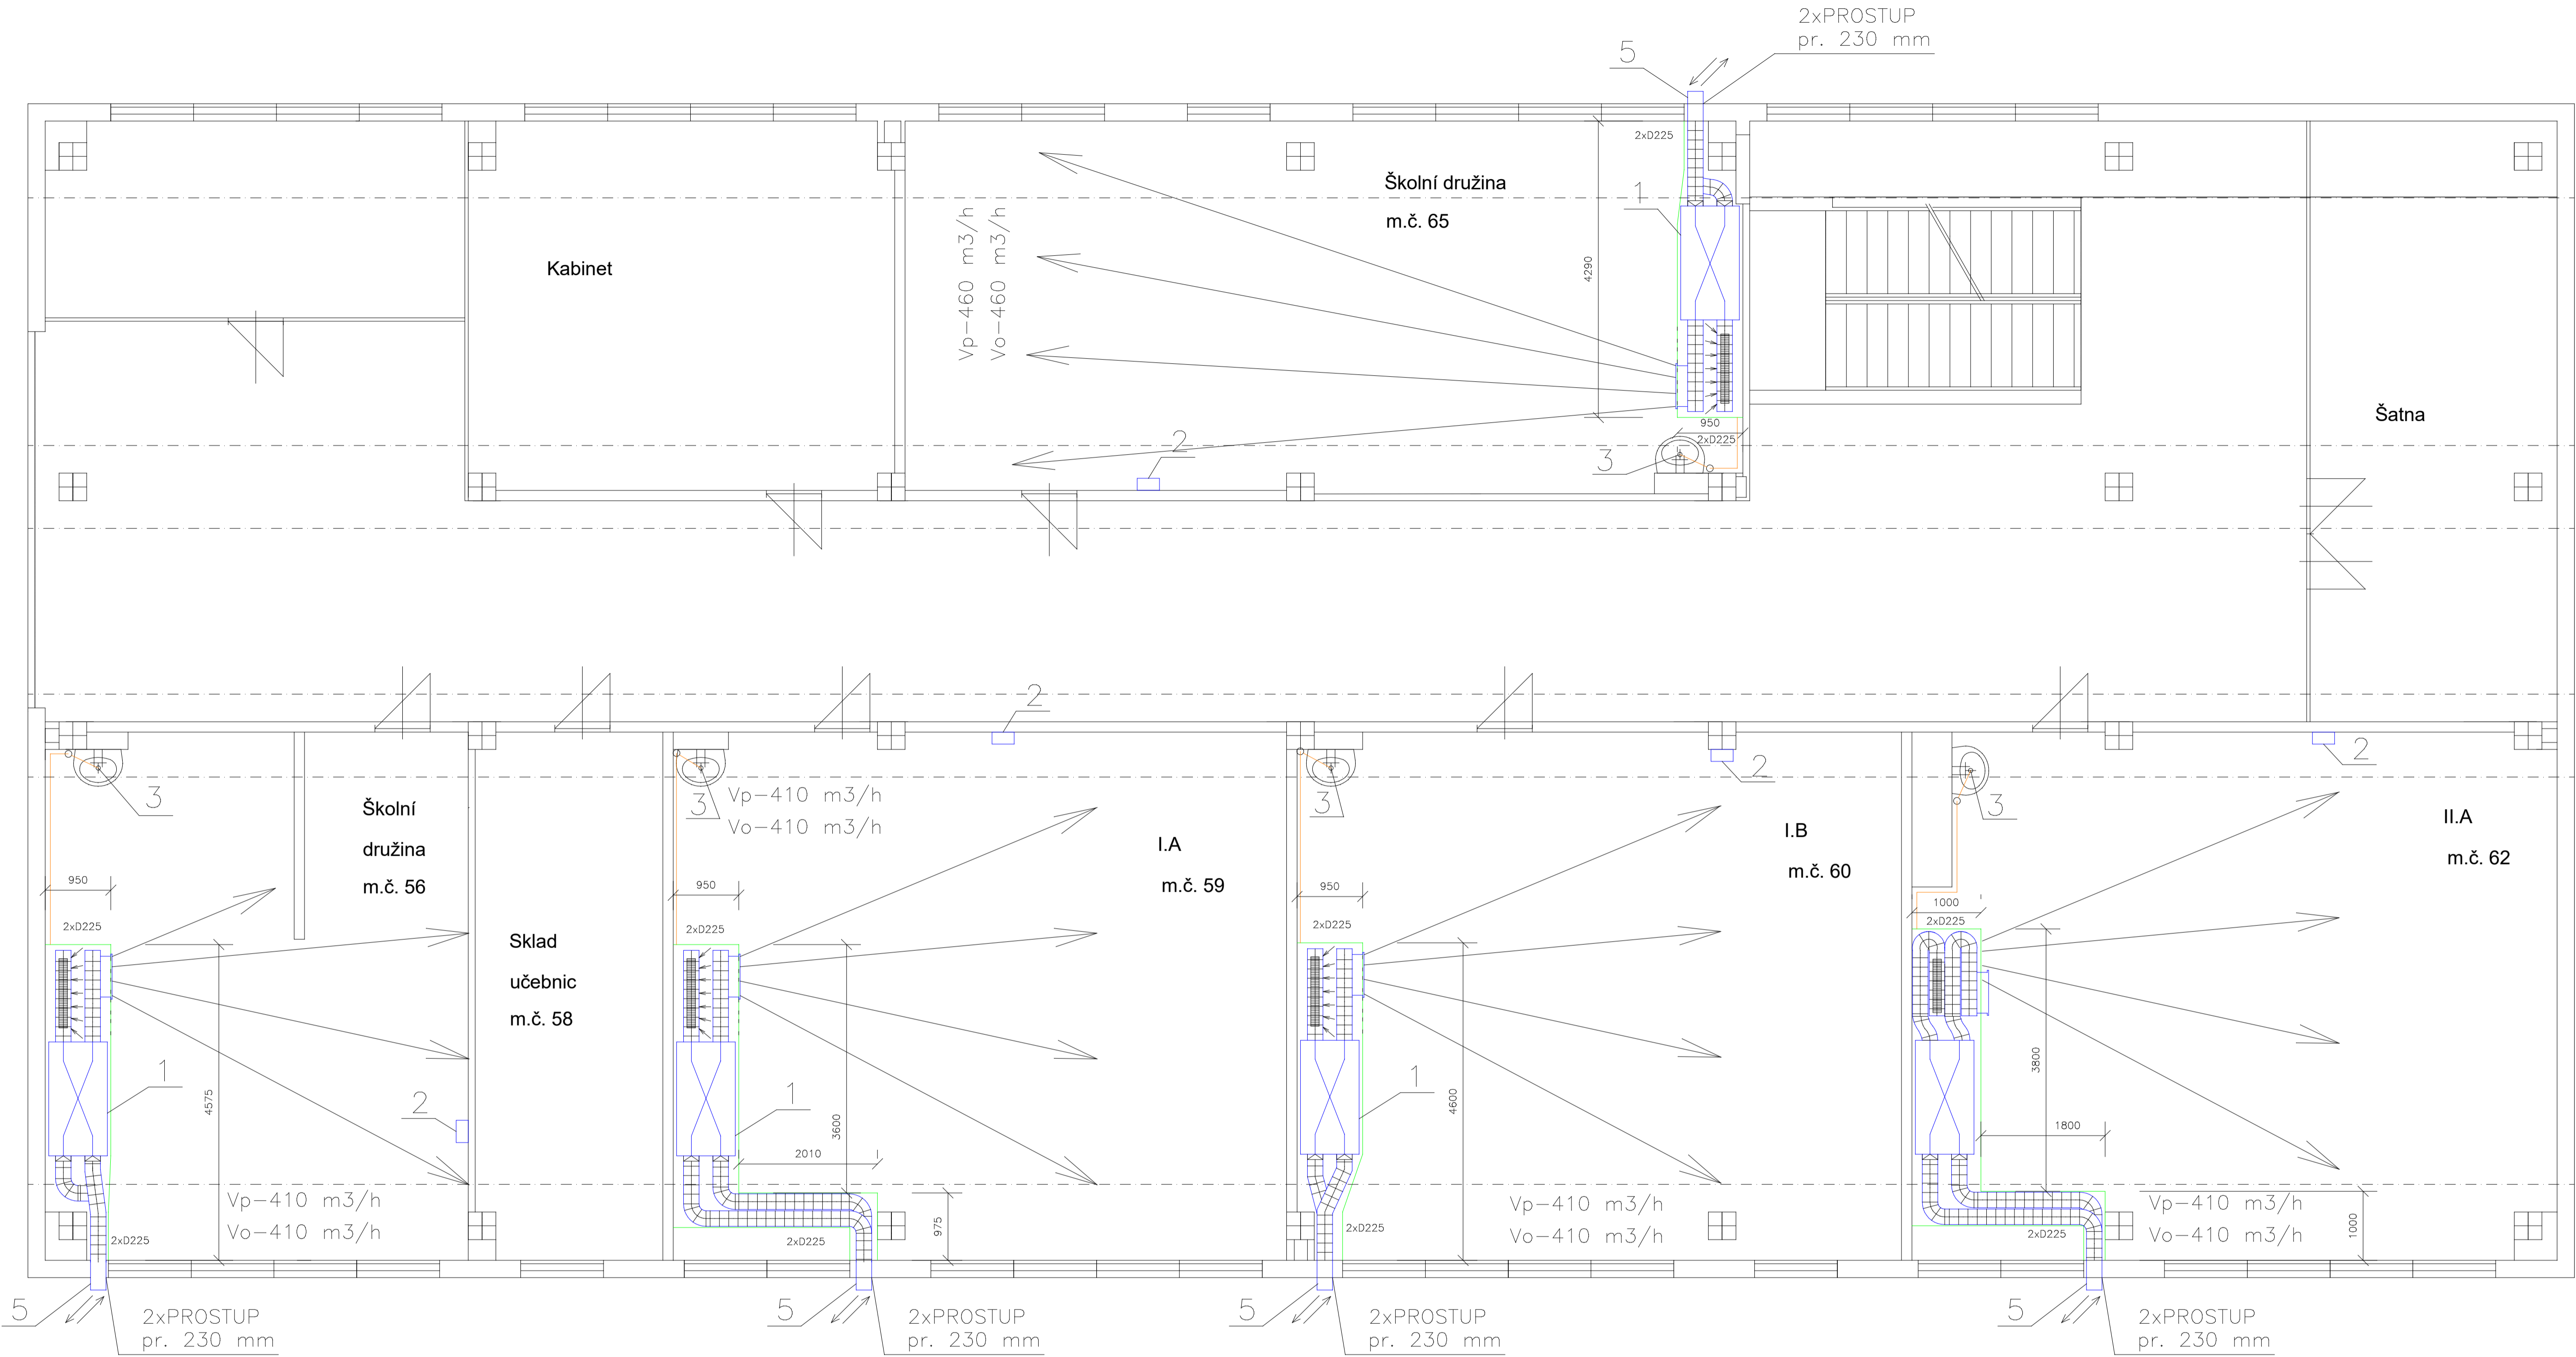 2xPROSTUP
pr. 230 mm
5
2xD225
Školní družina
m.č. 65
1
Vp-460 m3/h
Vo-460 m3/h
4290
Kabinet
Šatna
950
2xD225
2
3
2
3
Školní
družina
m.č. 56
950
2xD225
4575
1
2
Vp-410 m3/h
Vo-410 m3/h
2xD225
Sklad
učebnic
m.č. 58
3
Vp-410 m3/h
Vo-410 m3/h
I.A
m.č. 59
950
2xD225
1
3600
2010
975
2xD225
3
2
I.B
m.č. 60
950
2xD225
1
4600
2xD225
Vp-410 m3/h
Vo-410 m3/h
3
2
II.A
m.č. 62
1000
2xD225
3800
1800
2xD225
Vp-410 m3/h
Vo-410 m3/h
1000
5
2xPROSTUP
pr. 230 mm
5
2xPROSTUP
pr. 230 mm
5
2xPROSTUP
pr. 230 mm
5
2xPROSTUP
pr. 230 mm